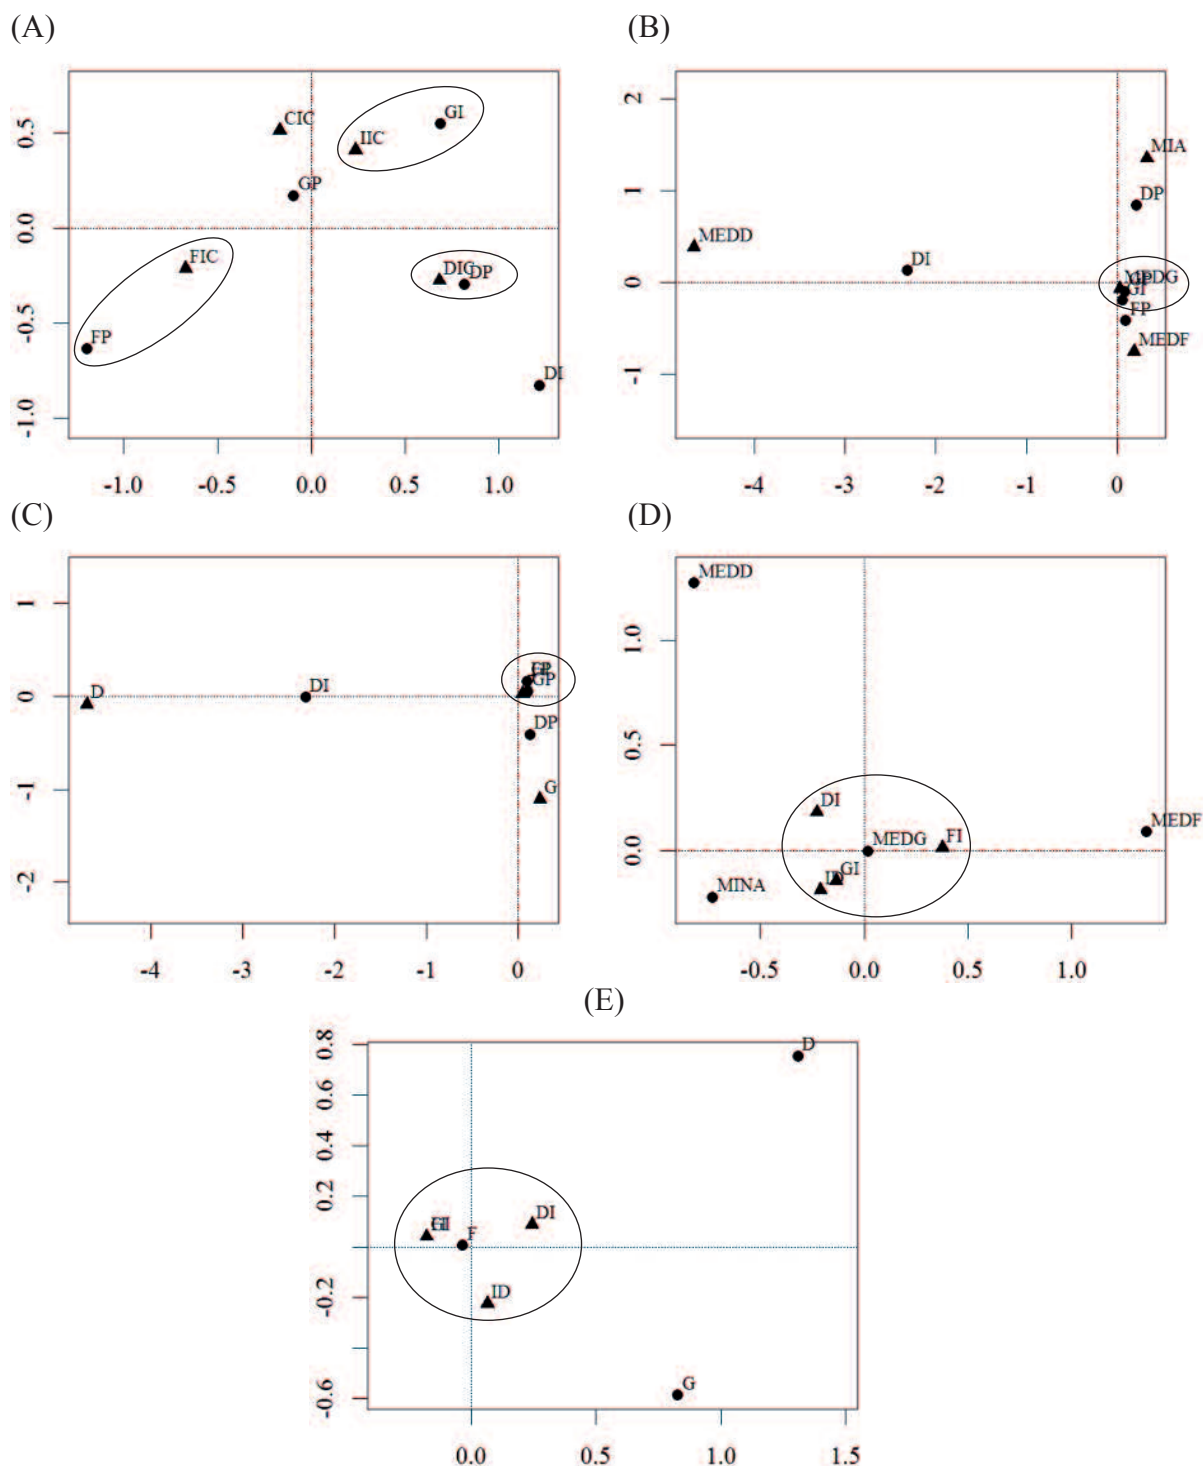 (A)
(B)
CIC
IIC
GI
GP
FIC
DIC
DP
FP
DI
0.5
0.0
-0.5
-1.0
-1.0
-0.5
0.0
0.5
1.0
MIA
DP
MEDD
DI
MEDG
GP
GI
FP
MEDF
2
1
0
-1
-4
-3
-2
-1
0
(C)
(D)
D
DI
GP
DP
G
1
0
-1
-2
-4
-3
-2
-1
0
MEDD
DI
MEDG
FI
MEDF
GI
ID
MINA
1.0
0.5
0.0
-0.5
0.0
0.5
1.0
(E)
D
DI
GI
F
ID
G
0.8
0.6
0.4
0.2
-0.2
-0.6
0.0
0.5
1.0
1.5